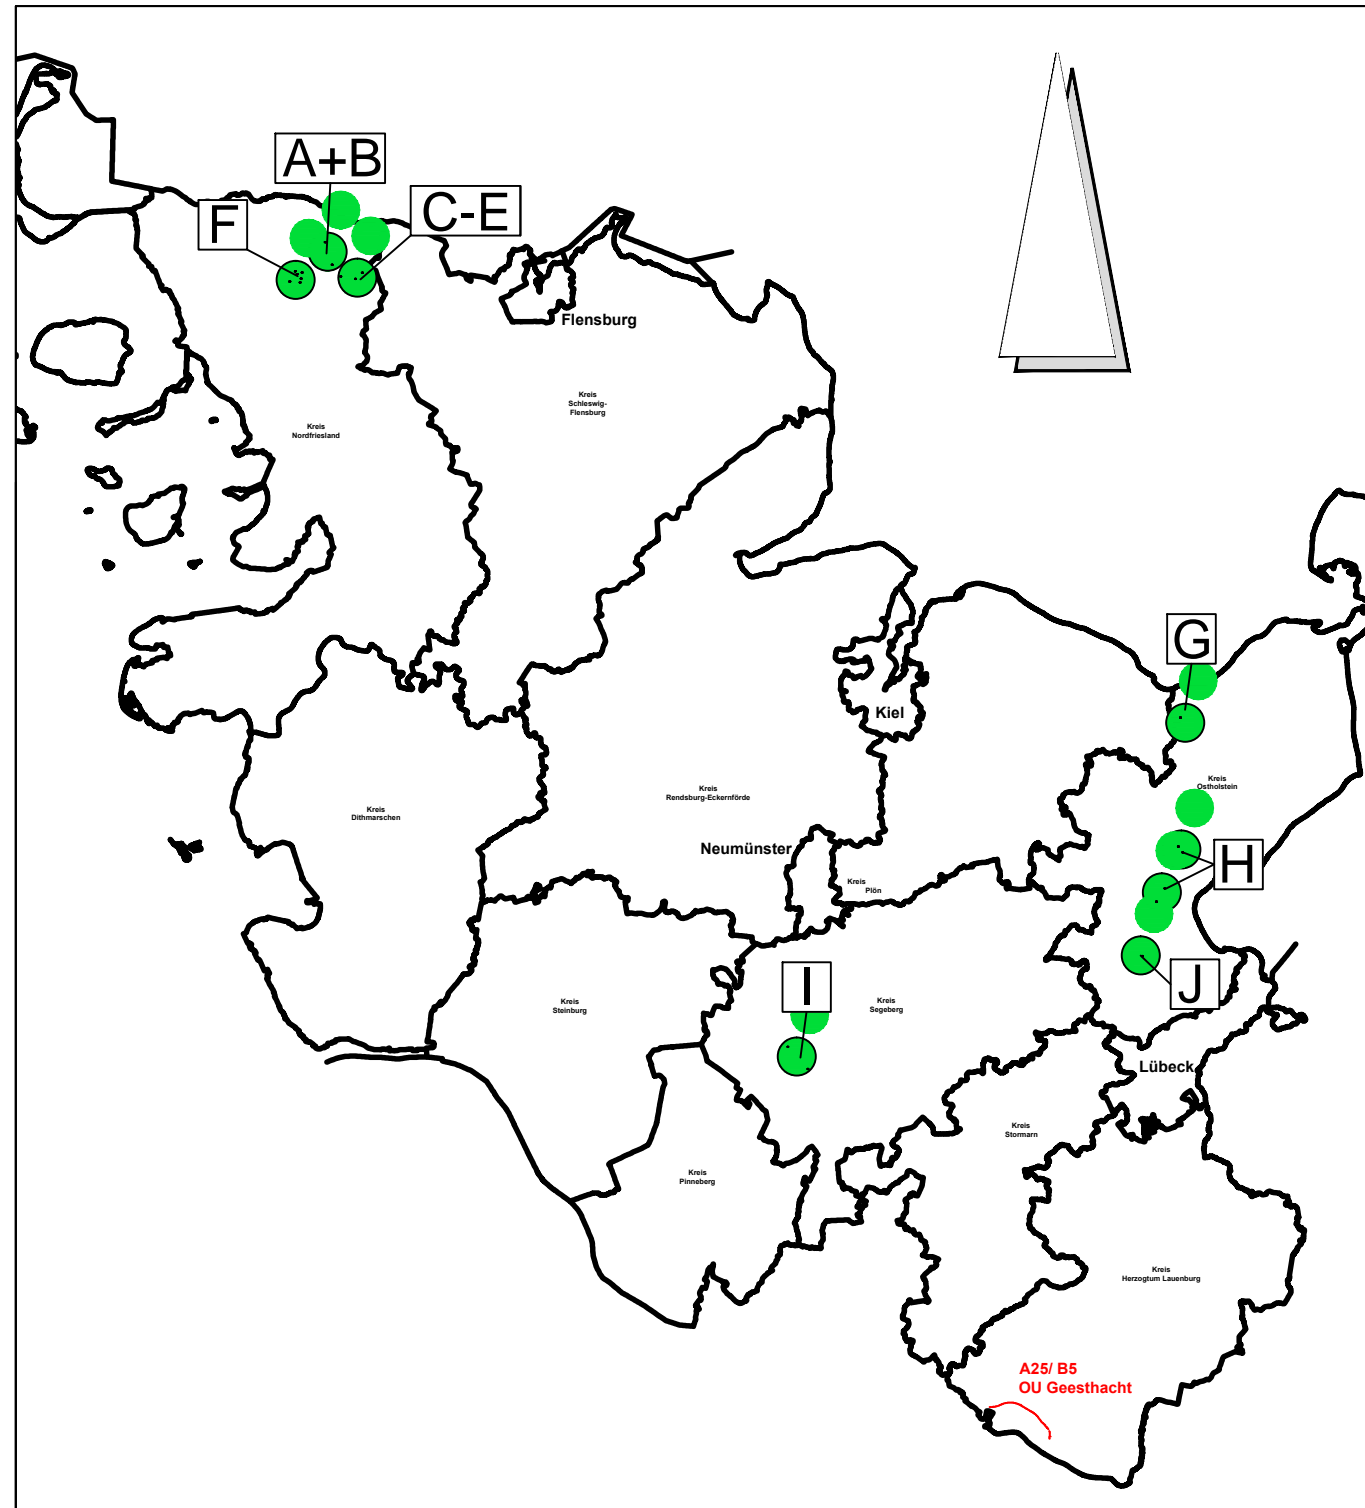 A+B
C-E
F
Flensburg
Kreis
Schleswig-
Flensburg
Kreis
Nordfriesland
G
Kiel
Kreis
Ostholstein
Kreis
Rendsburg-Eckernförde
Kreis
Dithmarschen
Neumünster
H
Kreis
Plön
J
I
Kreis
Segeberg
Kreis
Steinburg
Lübeck
Kreis
Stormarn
Kreis
Pinneberg
Kreis
Herzogtum Lauenburg
A25/ B5
OU Geesthacht